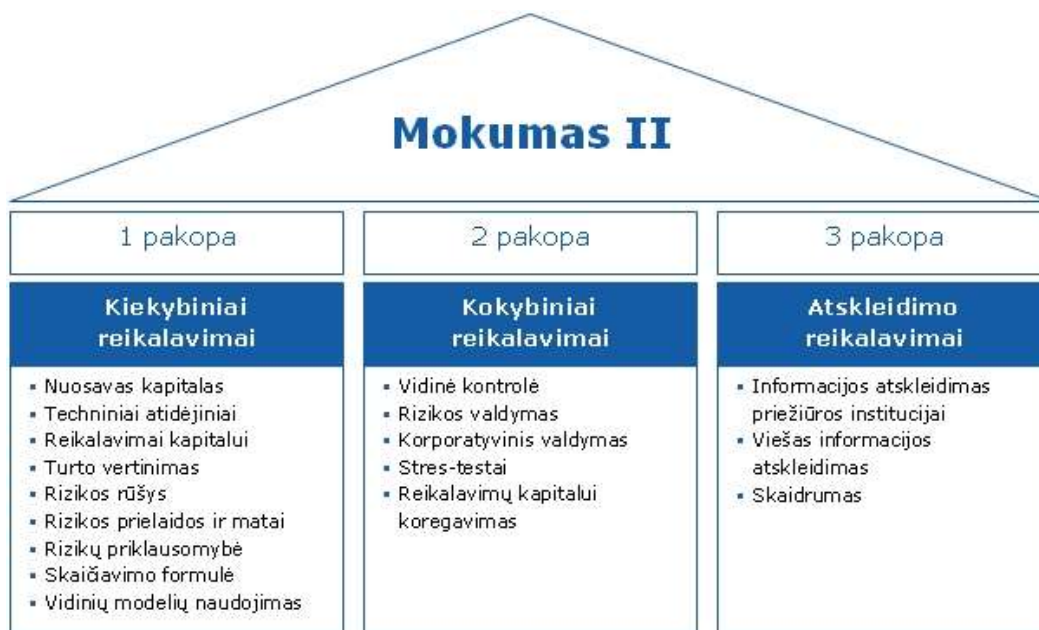 Mokumas II
1 pakopa
Kiekybiniai
reikalavimai
▪ Nuosavas kapitalas
▪ Techniniai atidėjiniai
▪ Reikalavimai kapitalui
▪ Turto vertinimas
▪ Rizikos rūšys
▪ Rizikos prielaidos ir matai
▪ Rizikų priklausomybė
▪ Skaičiavimo formulė
▪ Vidinių modelių naudojimas
2 pakopa
Kokybiniai
reikalavimai
▪ Vidinė kontrolė
▪ Rizikos valdymas
▪ Korporatyvinis valdymas
▪ Stres-testai
▪ Reikalavimų kapitalui
koregavimas
3 pakopa
Atskleidimo
reikalavimai
▪ Informacijos atskleidimas
priežiūros institucijai
▪ Viešas informacijos
atskleidimas
▪ Skaidrumas